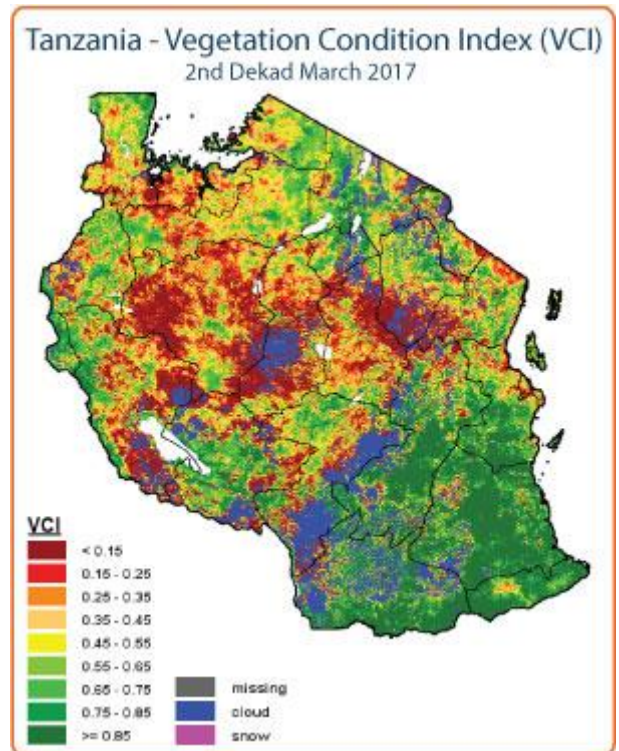 Tanzania - Vegetation Condition Index (VCI)
2nd Dekad March 2017
VCI
< 0.15
0.15 - 0.25
0.25 - 0.35
0.35 - 0.45
0.45 - 0.55
0.55 - 0.65
0.65 - 0.75
0.75 - 0.85
>= 0.85
missing
cloud
snow